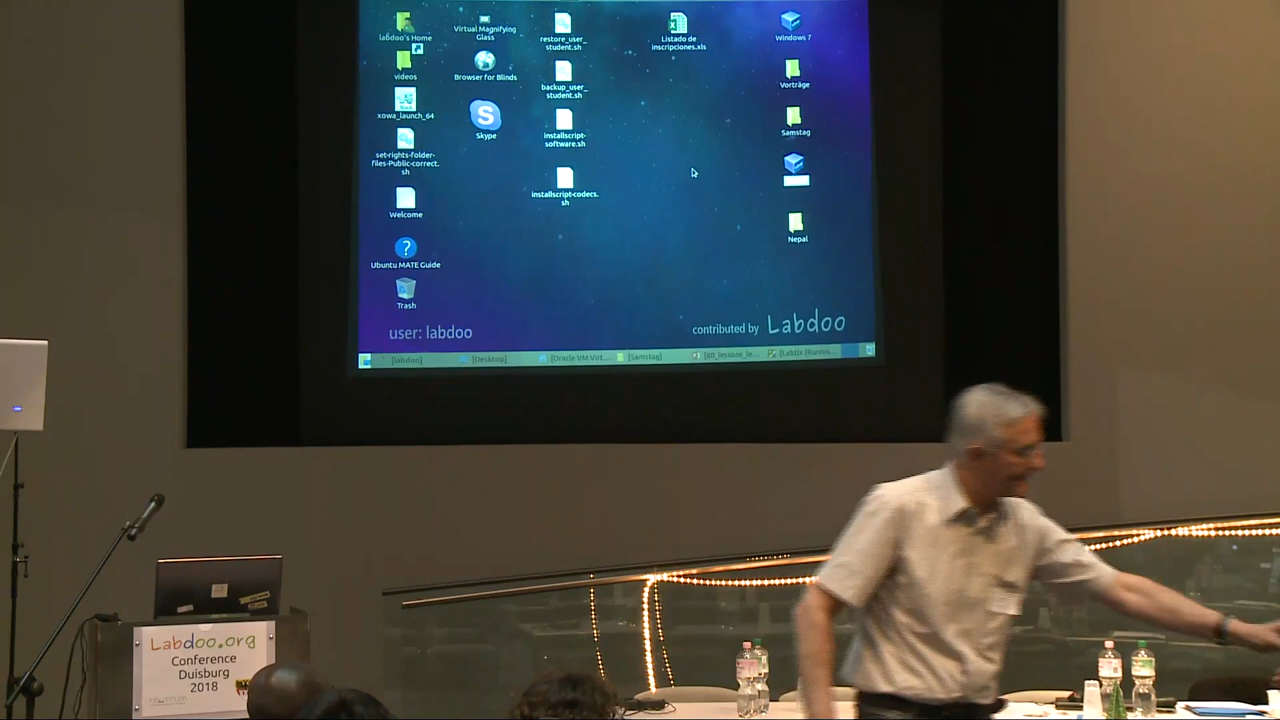 labdoo's Home
videos
xowa_launch_64
set-rights-folder-
files-Public-correct.
sh
Welcome
Ubuntu MATE Guide
Trash
Virtual Magnifying
Glass
Browser for Blinds
Skype
restore_user_
student.sh
backup_user_
student.sh
installscript-
software.sh
installscript-codecs.
sh
Listado de
inscripciones.xls
Windows 7
Vorträge
Samstag
Nepal
user: labdoo
contributed by Labdoo
[labdoo]
[Desktop]
[Oracle VM Virt...
[Samstag]
Labdoo.org
Conference
Duisburg
2018